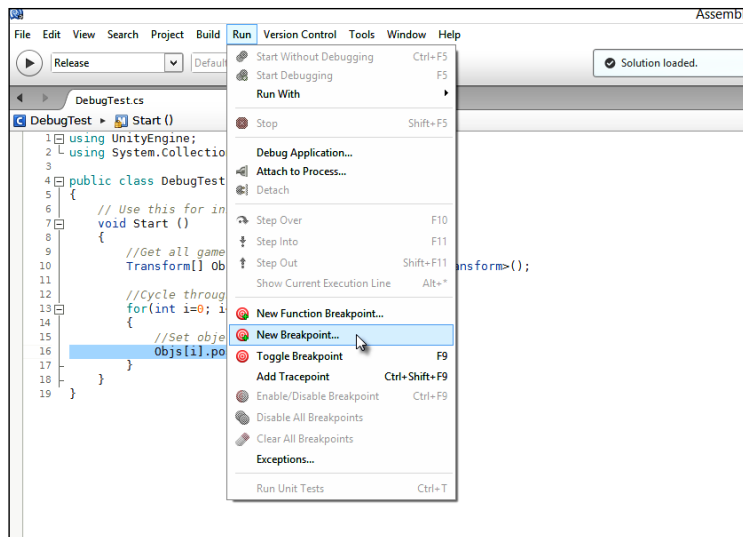 Assembl
File Edit View Search Project Build Run Version Control Tools Window Help
Release Default
Solution loaded.
DebugTest.cs
DebugTest ▸ Start ()
1 using UnityEngine;
2 using System.Collectio
3
4 public class DebugTest
5 {
6 // Use this for in
7 void Start ()
8 {
9 //Get all game
10 Transform[] Ob ansform>();
11
12 //Cycle throug
13 for(int i=0; i
14 {
15 //Set obje
16 Objs[i].po
17 }
18 }
19 }
Start Without Debugging Ctrl+F5
Start Debugging F5
Run With
Stop Shift+F5
Debug Application...
Attach to Process...
Detach
Step Over F10
Step Into F11
Step Out Shift+F11
Show Current Execution Line Alt+*
New Function Breakpoint...
New Breakpoint...
Toggle Breakpoint F9
Add Tracepoint Ctrl+Shift+F9
Enable/Disable Breakpoint Ctrl+F9
Disable All Breakpoints
Clear All Breakpoints
Exceptions...
Run Unit Tests Ctrl+T